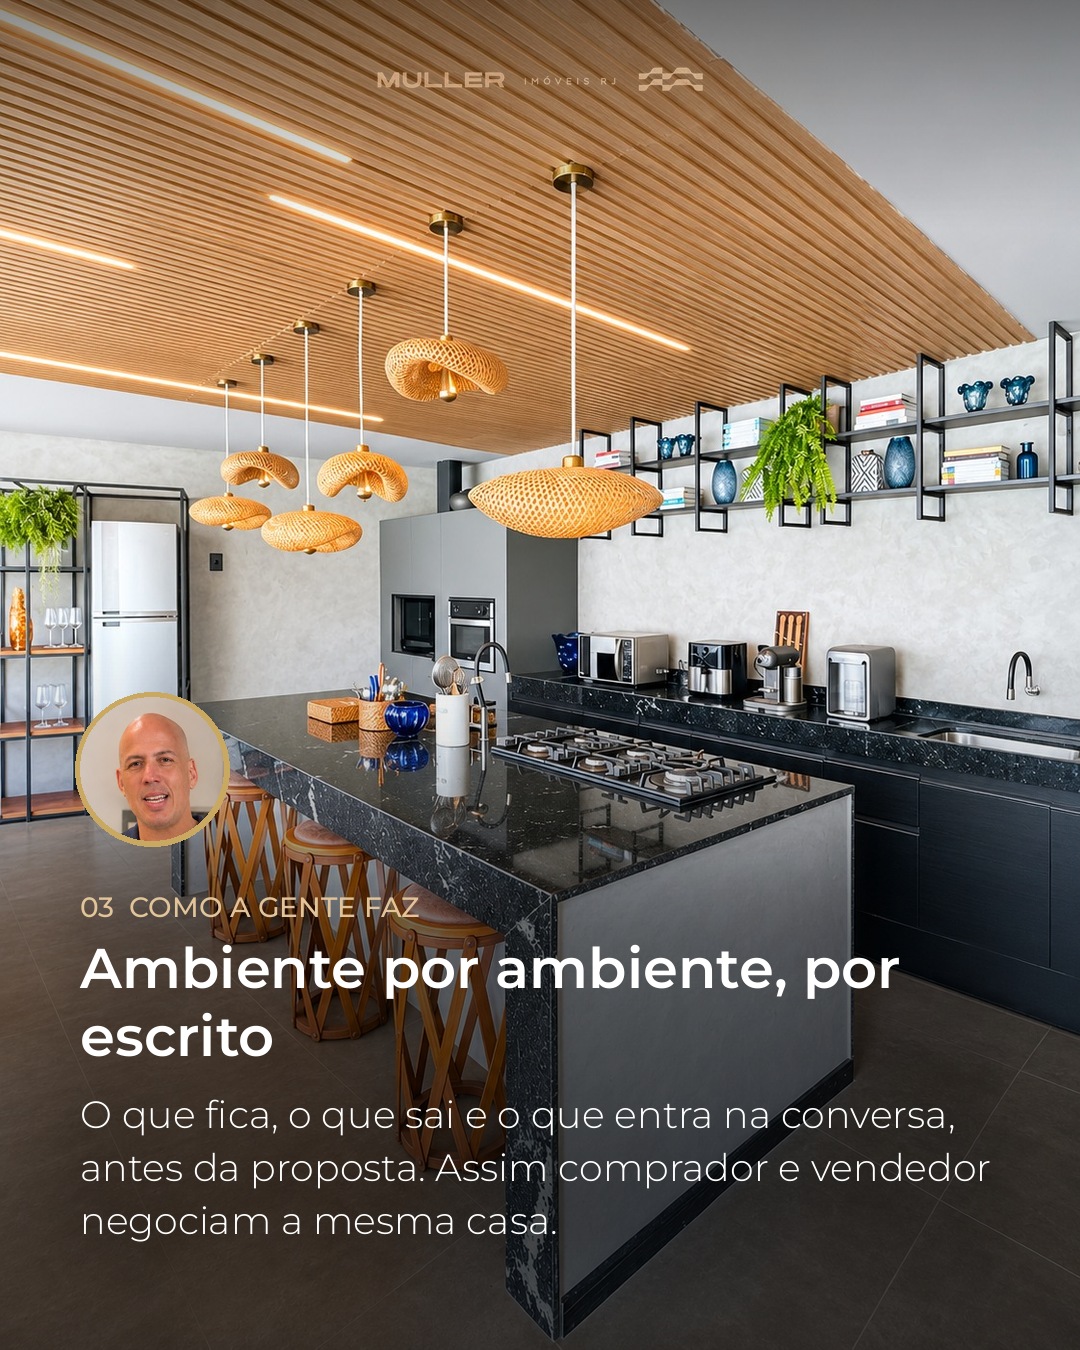 MULLER IMÓVEIS RJ
03 COMO A GENTE FAZ
Ambiente por ambiente, por
escrito
O que fica, o que sai e o que entra na conversa,
antes da proposta. Assim comprador e vendedor
negociam a mesma casa.